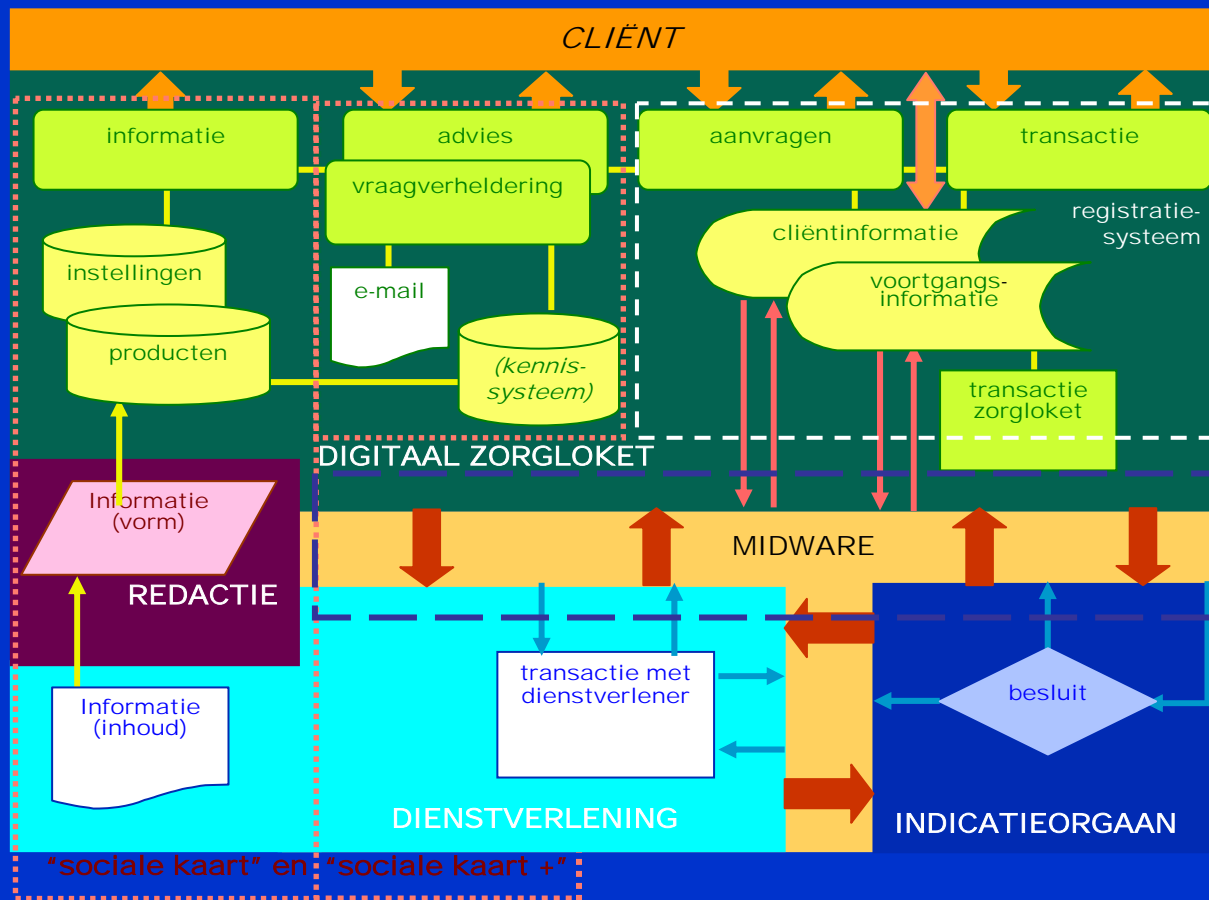 CLIËNT
informatie
advies
aanvragen
transactie
vraagverheldering
registratie-
systeem
cliëntinformatie
instellingen
e-mail
voortgangs-
informatie
producten
(kennis-
systeem)
transactie
zorgloket
DIGITAAL ZORGLOKET
Informatie
(vorm)
MIDWARE
REDACTIE
transactie met
dienstverlener
besluit
Informatie
(inhoud)
DIENSTVERLENING
INDICATIEORGAAN
“sociale kaart” en “sociale kaart +”